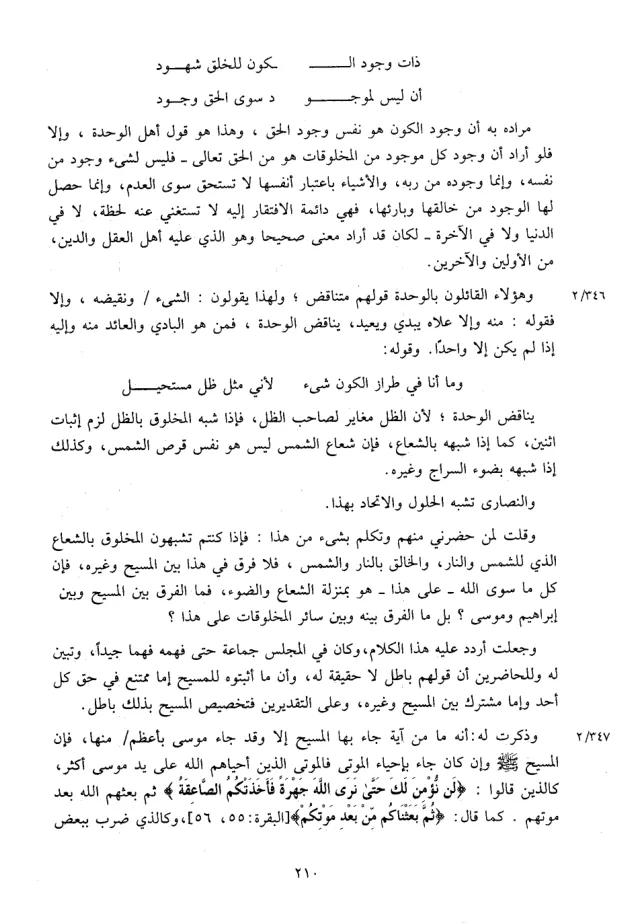 ذات وجود الـــــــــ ـكون للخلق شهـــود
أن ليس لموجـــــــو د سوى الحق وجــود
مراده به أن وجود الكون هو نفس وجود الحق ، وهذا هو قول أهل الوحدة ، وإلا
فلو أراد أن وجود كل موجود من المخلوقات هو من الحق تعالى ـ فليس لشىء وجود من
نفسه، وإنما وجوده من ربه، والأشياء باعتبار أنفسها لا تستحق سوى العدم، وإنما حصل
لها الوجود من خالقها وبارئها، فهي دائمة الافتقار إليه لا تستغني عنه لحظة، لا في
الدنيا ولا في الآخرة ـ لكان قد أراد معنى صحيحا وهو الذي عليه أهل العقل والدين،
من الأولين والآخرين.
٢/٣٤٦ وهؤلاء القائلون بالوحدة قولهم متناقض ؛ ولهذا يقولون : الشىء / ونقيضه ، وإلا
فقوله : منه وإلا علاه يبدي ويعيد، يناقض الوحدة ، فمن هو البادي والعائد منه وإليه
إذا لم يكن إلا واحدًا. وقوله:
وما أنا في طراز الكون شىء لأني مثل ظل مستحيـــــل
يناقض الوحدة ؛ لأن الظل مغاير لصاحب الظل، فإذا شبه المخلوق بالظل لزم إثبات
اثنين، كما إذا شبهه بالشعاع، فإن شعاع الشمس ليس هو نفس قرص الشمس، وكذلك
إذا شبهه بضوء السراج وغيره.
والنصارى تشبه الحلول والاتحاد بهذا.
وقلت لمن حضرني منهم وتكلم بشىء من هذا : فإذا كنتم تشبهون المخلوق بالشعاع
الذي للشمس والنار، والخالق بالنار والشمس ، فلا فرق في هذا بين المسيح وغيره، فإن
كل ما سوى الله ـ على هذا ـ هو بمنزلة الشعاع والضوء، فما الفرق بين المسيح وبين
إبراهيم وموسى ؟ بل ما الفرق بينه وبين سائر المخلوقات على هذا ؟
وجعلت أردد عليه هذا الكلام، وكان في المجلس جماعة حتى فهمه فهما جيداً، وتبين
له وللحاضرين أن قولهم باطل لا حقيقة له، وأن ما أثبتوه للمسيح إما ممتنع في حق كل
أحد وإما مشترك بين المسيح وغيره، وعلى التقديرين فتخصيص المسيح بذلك باطل.
٢/٣٤٧ وذكرت له:أنه ما من آية جاء بها المسيح إلا وقد جاء موسى بأعظم/ منها، فإن
المسيح ﷺ وإن كان جاء بإحياء الموتى فالموتى الذين أحياهم الله على يد موسى أكثر،
كالذين قالوا : ﴿لَن نُّؤْمِنَ لَكَ حَتَّىٰ نَرَى اللَّهَ جَهْرَةً فَأَخَذَتْكُمُ الصَّاعِقَةُ ﴾ ثم بعثهم الله بعد
موتهم . كما قال: ﴿ثُمَّ بَعَثْنَاكُم مِّنْ بَعْدِ مَوْتِكُمْ﴾[البقرة:٥٥، ٥٦]،وكالذي ضرب ببعض
٢١٠